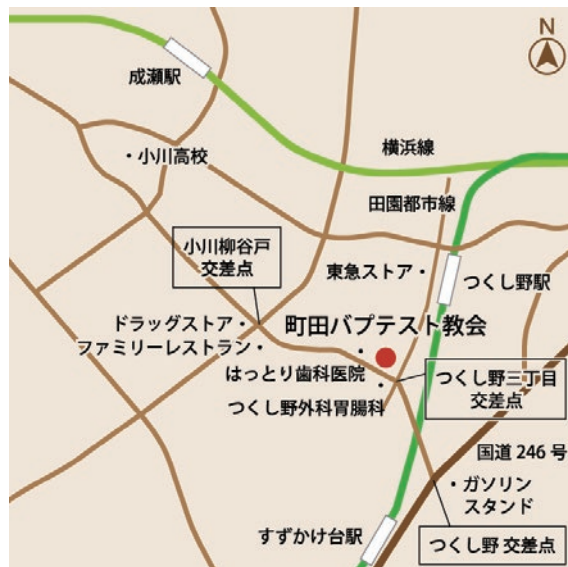 N
成瀬駅
・小川高校
横浜線
田園都市線
小川柳谷戸
交差点
東急ストア・
つくし野駅
ドラッグストア・
ファミリーレストラン・
町田バプテスト教会
はっとり歯科医院
つくし野外科胃腸科
つくし野三丁目
交差点
国道 246 号
・ガソリン
スタンド
すずかけ台駅
つくし野 交差点